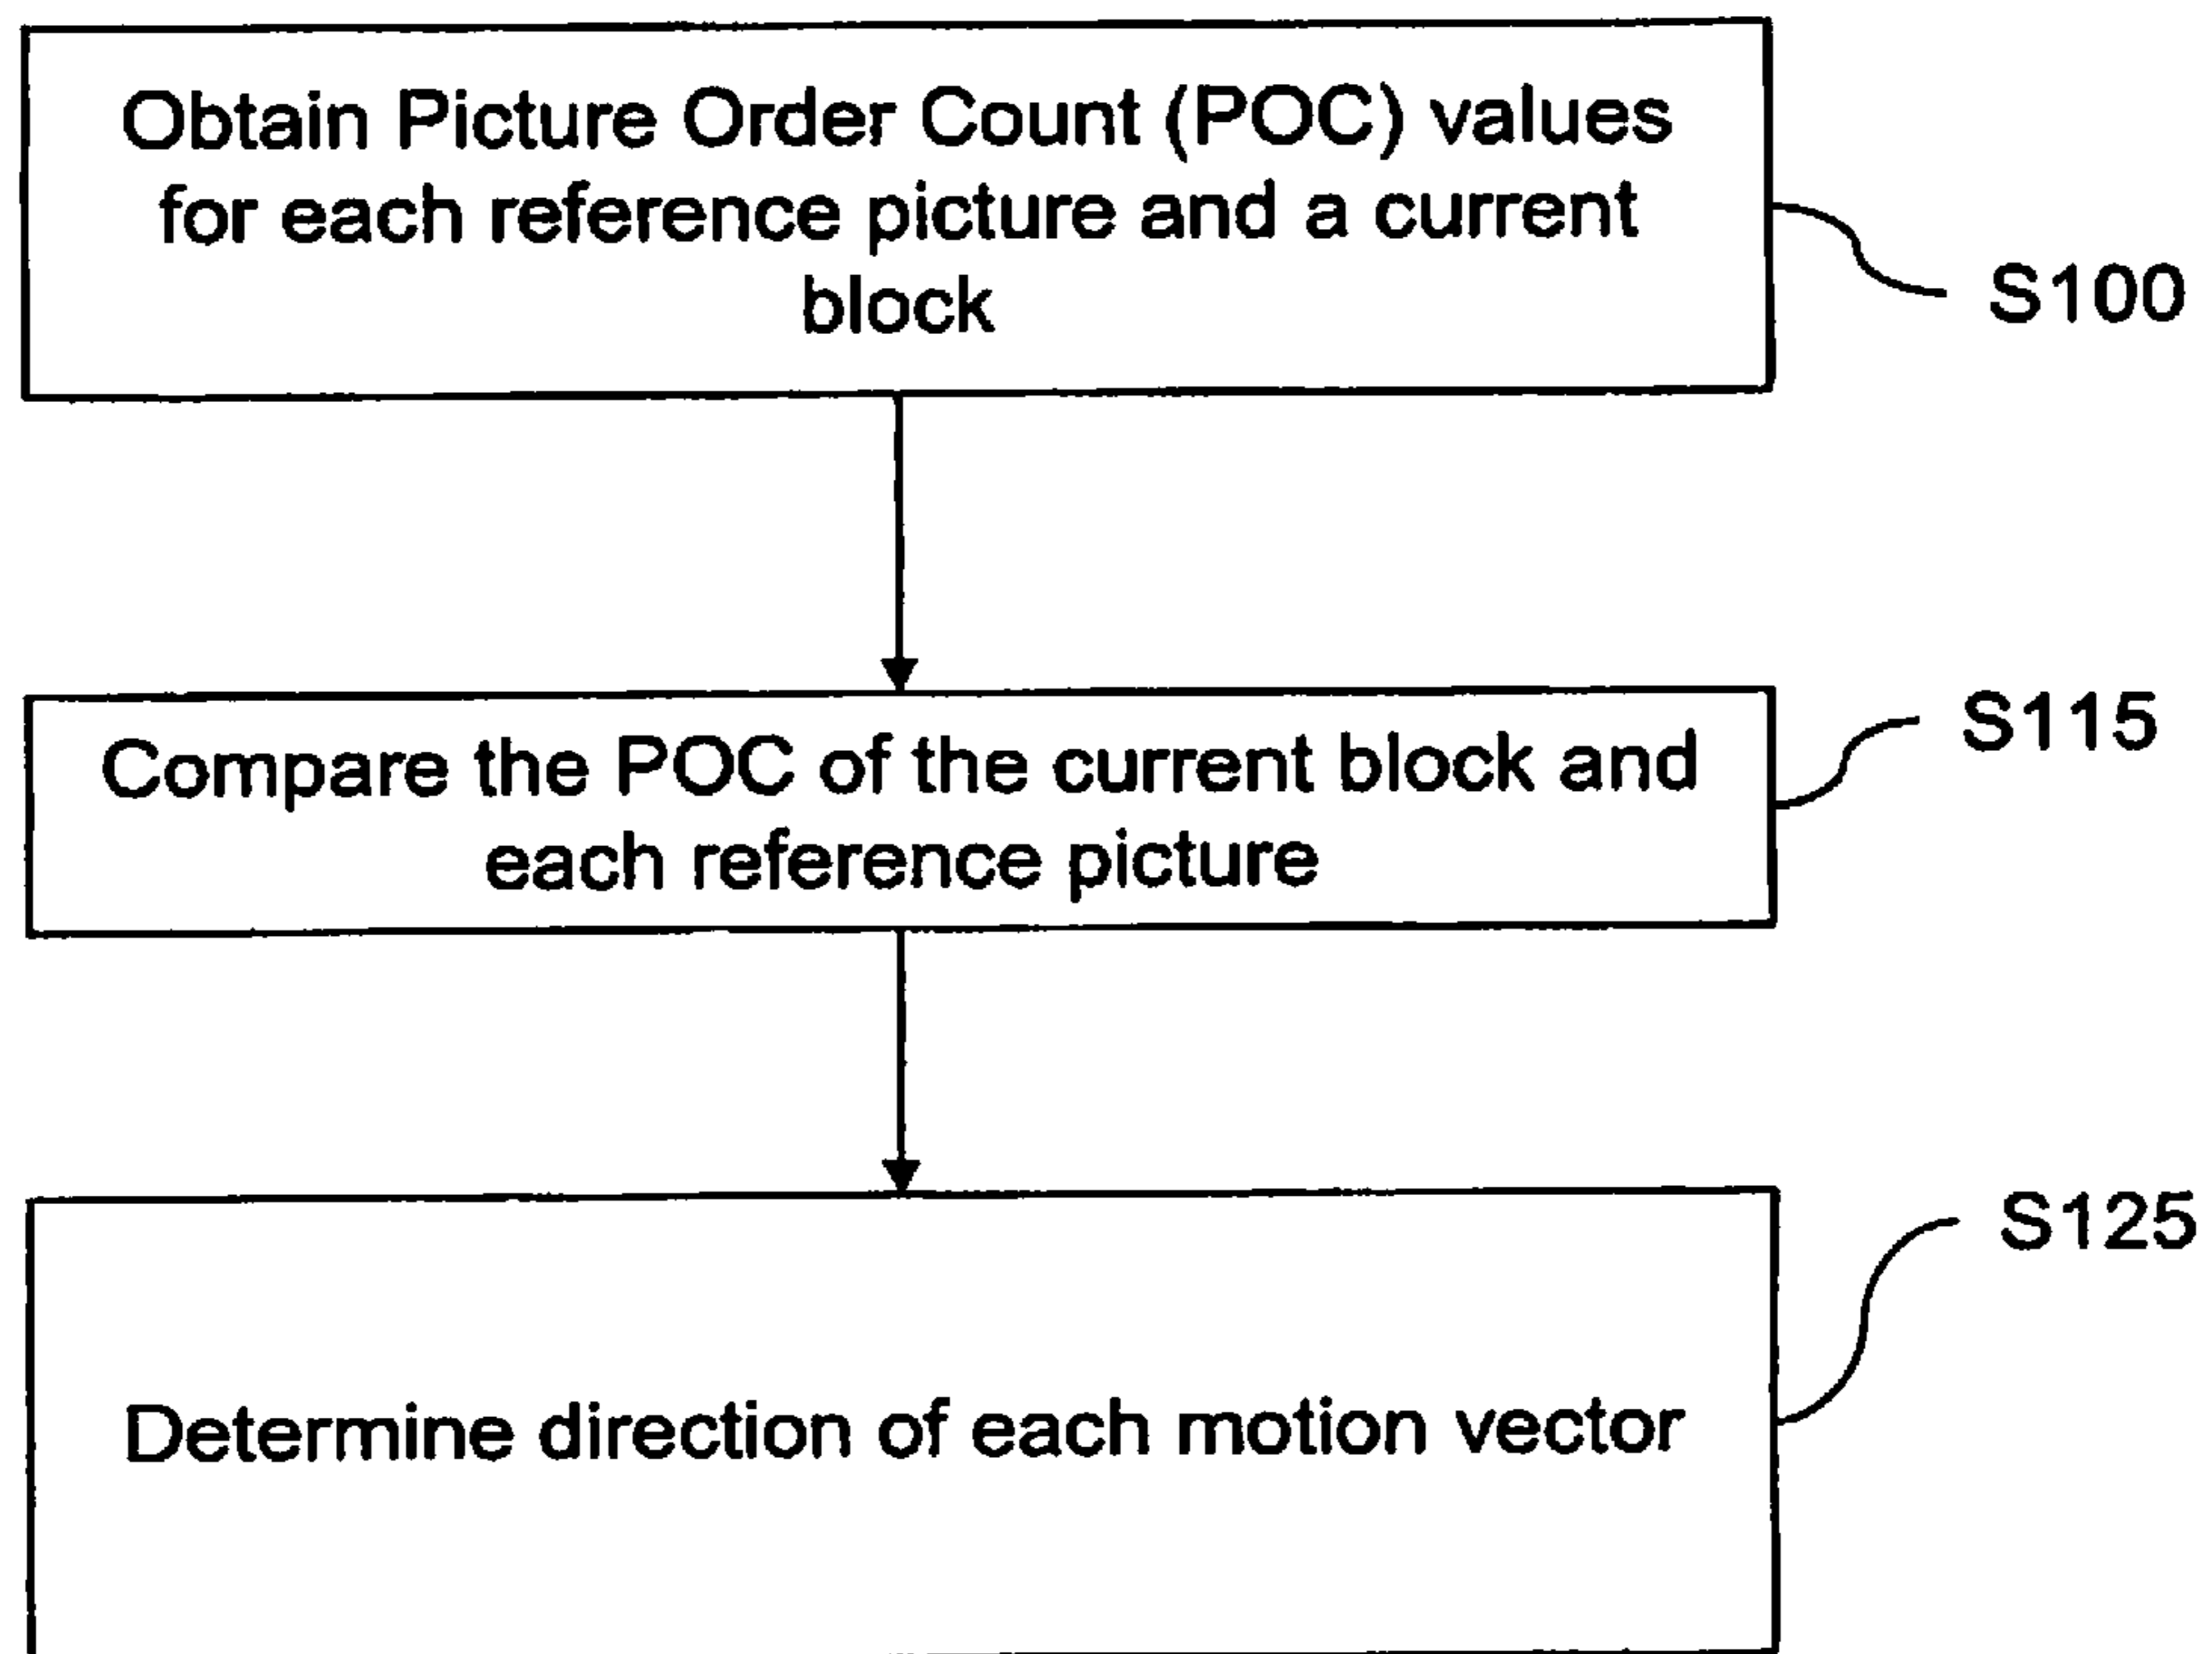 Obtain Picture Order Count (POC) values
for each reference picture and a current
block
S100
Compare the POC of the current block and
each reference picture
S115
Determine direction of each motion vector
S125